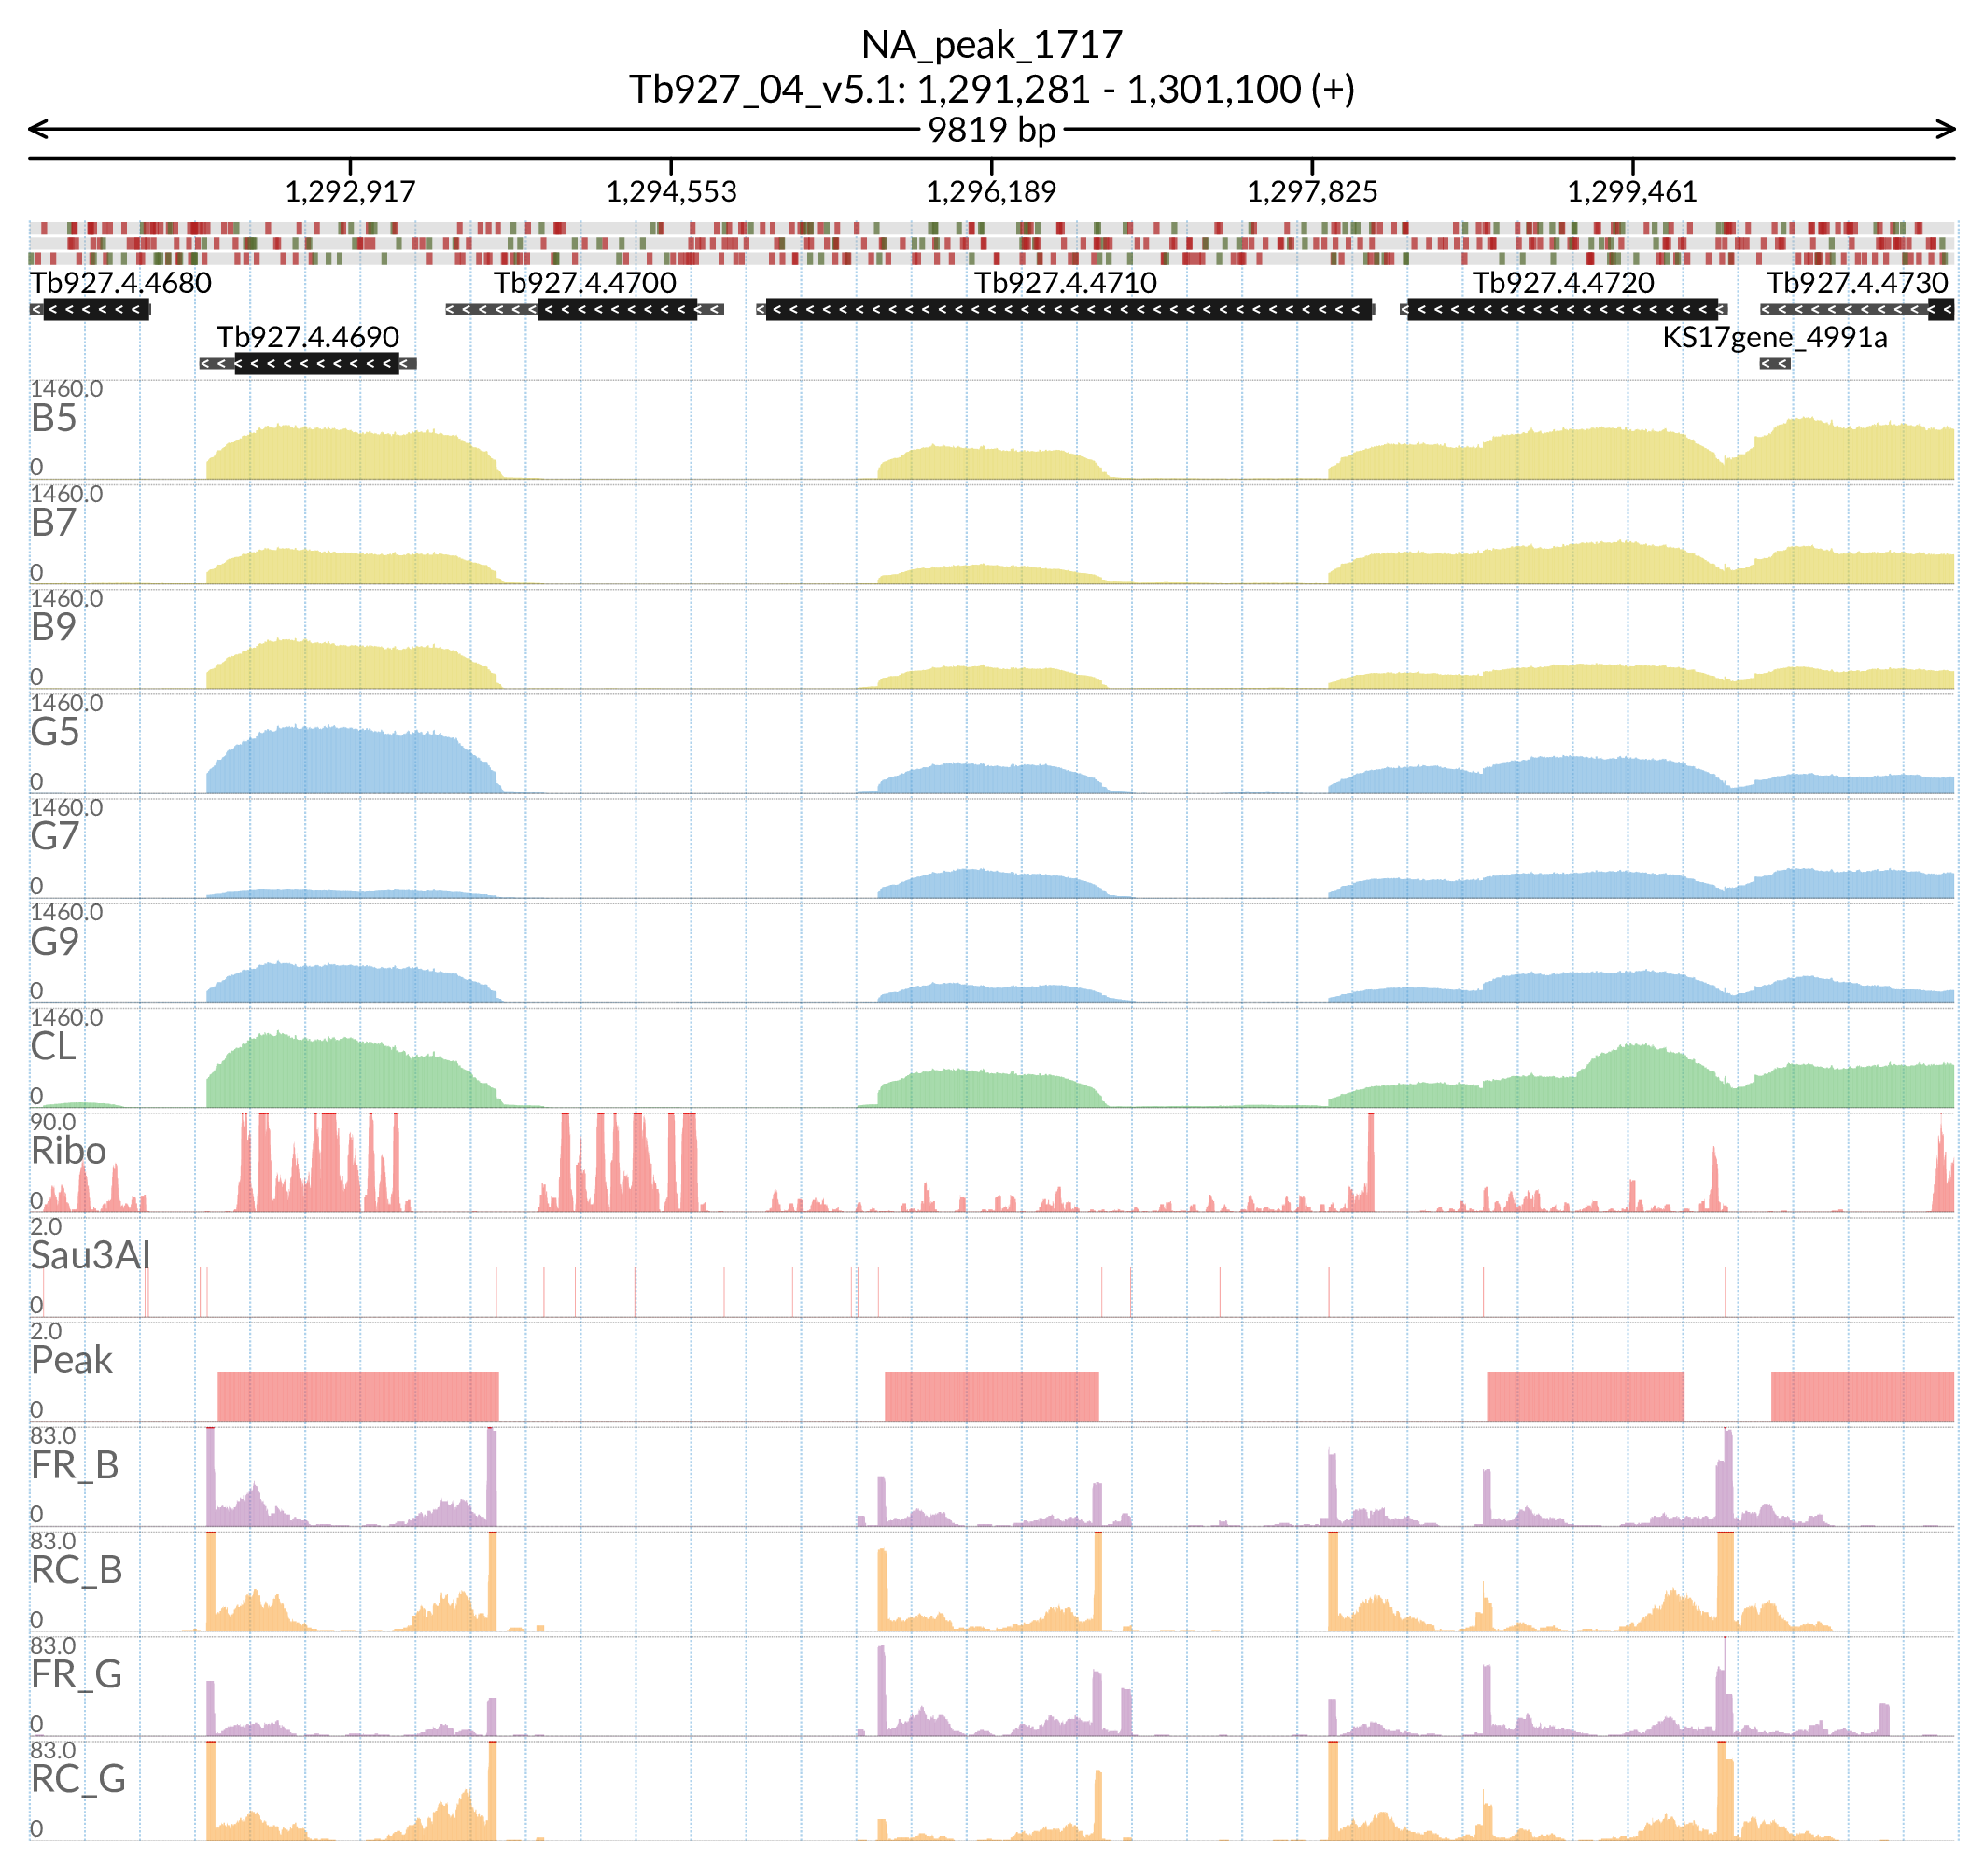 NA_peak_1717
Tb927_04_v5.1: 1,291,281 - 1,301,100 (+)
9819 bp
1,292,917 1,294,553 1,296,189 1,297,825 1,299,461
Tb927.4.4680 Tb927.4.4700 Tb927.4.4710 Tb927.4.4720 Tb927.4.4730
Tb927.4.4690 KS17gene_4991a
1460.0
B5
0
1460.0
B7
0
1460.0
B9
0
1460.0
G5
0
1460.0
G7
0
1460.0
G9
0
1460.0
CL
0
90.0
Ribo
0
2.0
Sau3AI
0
2.0
Peak
0
83.0
FR_B
0
83.0
RC_B
0
83.0
FR_G
0
83.0
RC_G
0